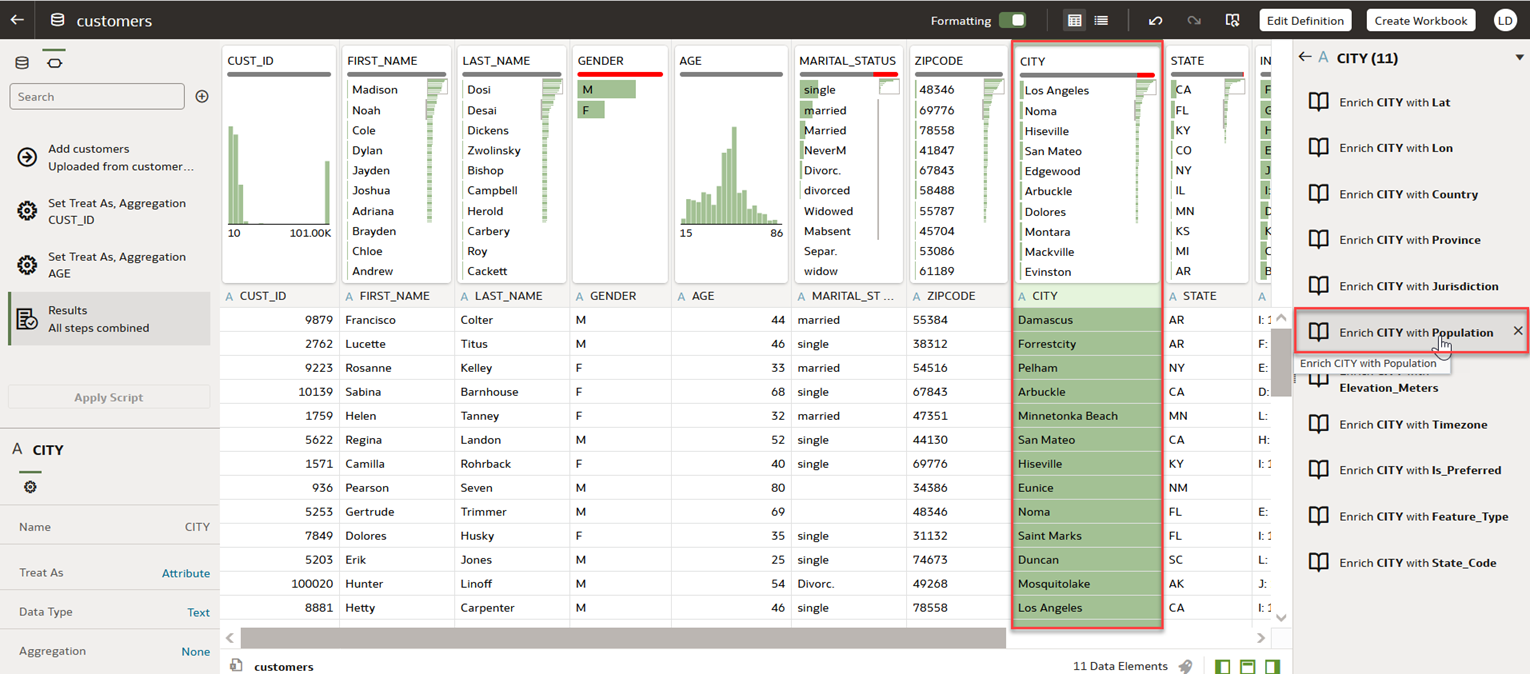 customers
Formatting
Edit Definition
Create Workbook
LD
Search
Add customers
Uploaded from customer...
Set Treat As, Aggregation
CUST_ID
Set Treat As, Aggregation
AGE
Results
All steps combined
Apply Script
A CITY
Name CITY
Treat As Attribute
Data Type Text
Aggregation None
CUST_ID
10 101.00K
FIRST_NAME
Madison
Noah
Cole
Dylan
Jayden
Joshua
Adriana
Brayden
Chloe
Andrew
LAST_NAME
Dosi
Desai
Dickens
Zwolinsky
Bishop
Campbell
Herold
Carbery
Roy
Cackett
GENDER
M
F
AGE
15 86
MARITAL_STATUS
single
married
Married
NeverM
Divorc.
divorced
Widowed
Mabsent
Separ.
widow
ZIPCODE
48346
69776
78558
41847
67843
58488
55787
45704
53086
61189
CITY
Los Angeles
Noma
Hiseville
San Mateo
Edgewood
Arbuckle
Dolores
Montara
Mackville
Evinston
STATE
CA
FL
KY
CO
NY
IL
MN
KS
MI
AR
IN
A CUST_ID A FIRST_NAME A LAST_NAME A GENDER A AGE A MARITAL_ST ... A ZIPCODE A CITY A STATE A
9879 Francisco Colter M 44 married 55384 Damascus AR I: 1
2762 Lucette Titus M 46 single 38312 Forrestcity AR F:
9223 Rosanne Kelley F 33 married 54516 Pelham NY E:
10139 Sabina Barnhouse F 68 single 67843 Arbuckle CA D:
1759 Helen Tanney F 32 married 47351 Minnetonka Beach MN L:
5622 Regina Landon M 52 single 44130 San Mateo CA H:
1571 Camilla Rohrback F 40 single 69776 Hiseville KY I: 1
936 Pearson Seven M 80 34386 Eunice NM
5253 Gertrude Trimmer M 69 48346 Noma FL E:
7849 Dolores Husky F 35 single 31132 Saint Marks FL I: 1
5203 Erik Jones M 25 single 74673 Duncan SC L:
100020 Hunter Linoff M 54 Divorc. 49268 Mosquitolake AK J:
8881 Hetty Carpenter M 46 single 78558 Los Angeles CA I: 1
customers
11 Data Elements
A CITY (11)
Enrich CITY with Lat
Enrich CITY with Lon
Enrich CITY with Country
Enrich CITY with Province
Enrich CITY with Jurisdiction
Enrich CITY with Population
Enrich CITY with Population
Elevation_Meters
Enrich CITY with Timezone
Enrich CITY with Is_Preferred
Enrich CITY with Feature_Type
Enrich CITY with State_Code